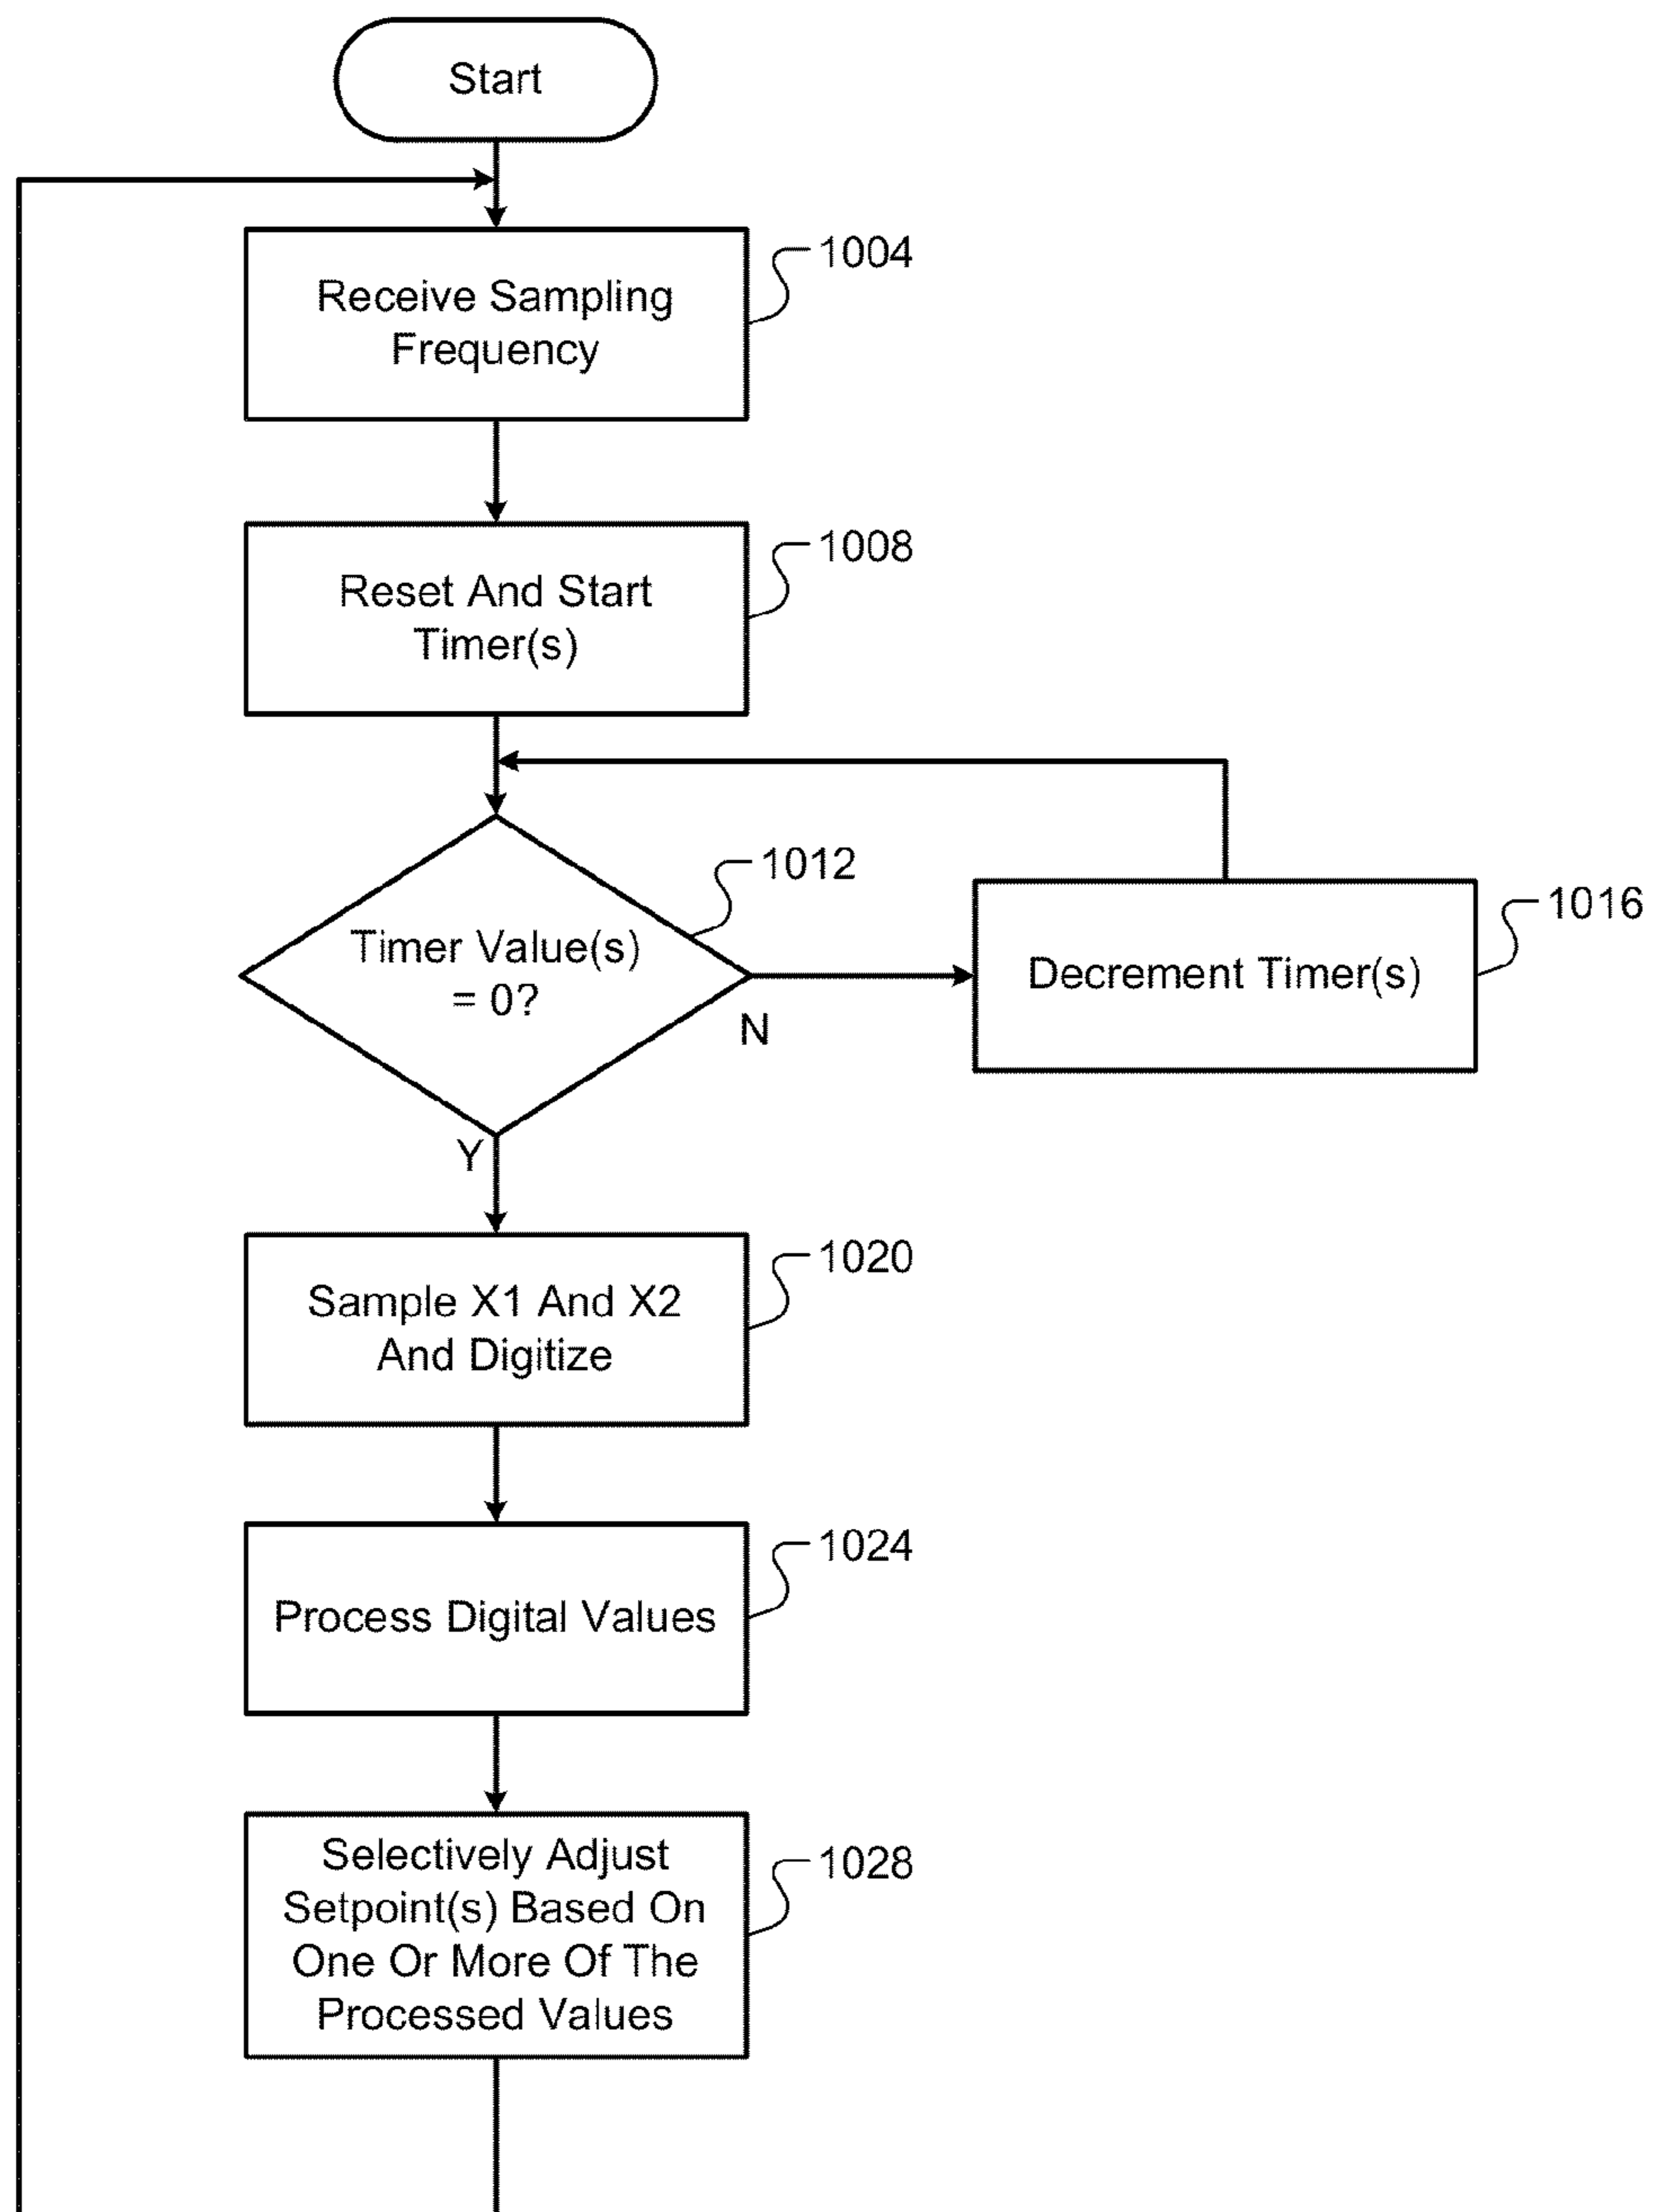 Start
1004
Receive Sampling
Frequency
1008
Reset And Start
Timer(s)
1012
Timer Value(s)
= 0?
N
1016
Decrement Timer(s)
Y
1020
Sample X1 And X2
And Digitize
1024
Process Digital Values
1028
Selectively Adjust
Setpoint(s) Based On
One Or More Of The
Processed Values